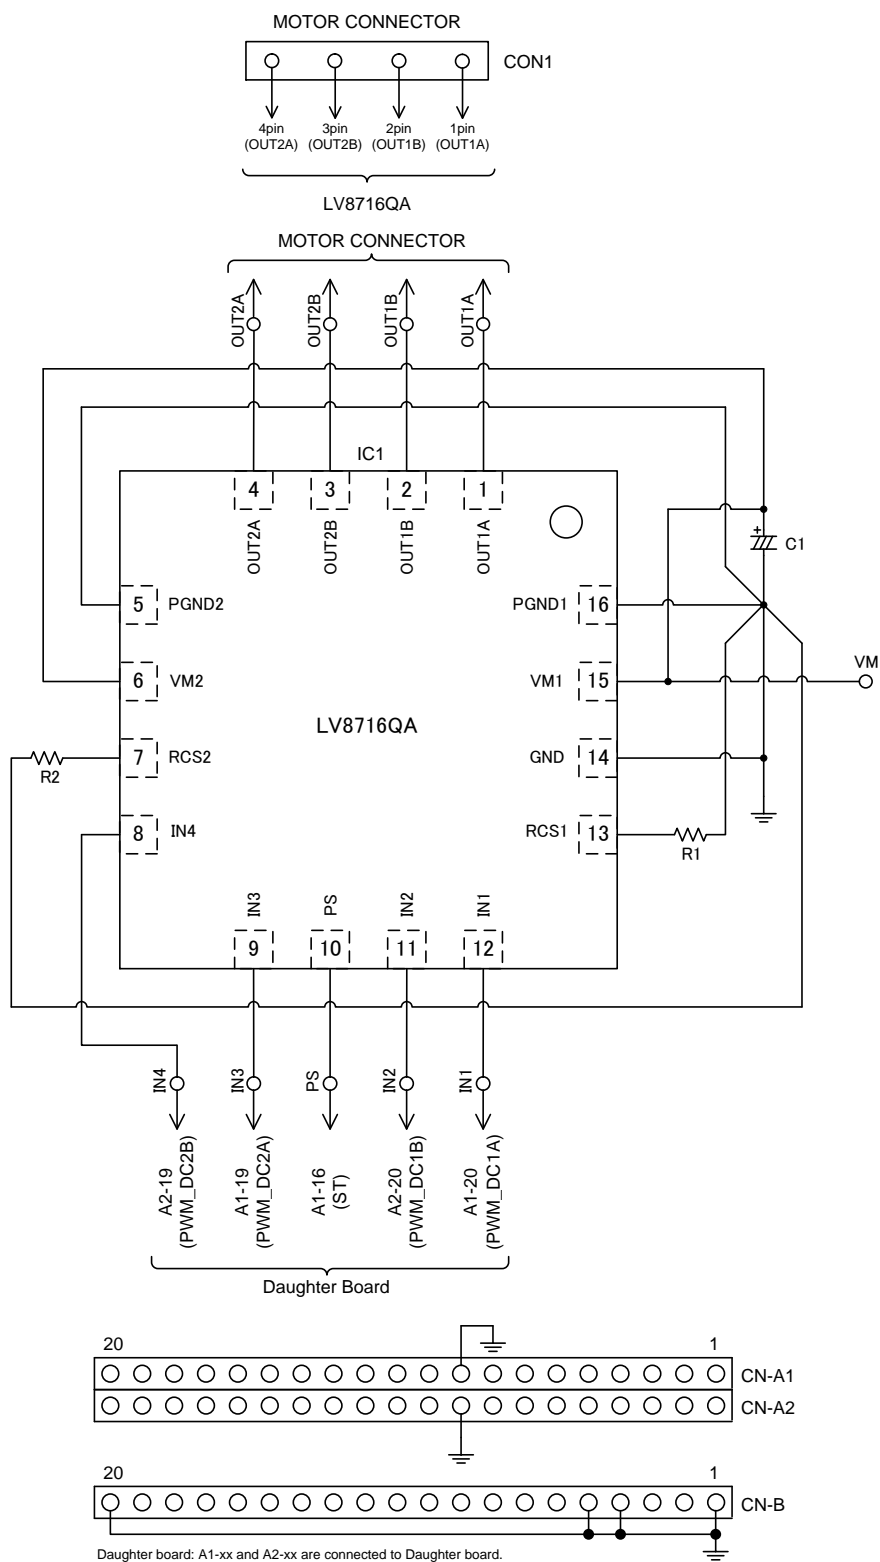 MOTOR CONNECTOR
CON1
4pin 3pin 2pin 1pin
(OUT2A) (OUT2B) (OUT1B) (OUT1A)
LV8716QA
MOTOR CONNECTOR
OUT2A OUT2B OUT1B OUT1A
IC1
4 3 2 1
OUT2A OUT2B OUT1B OUT1A
+
C1
5 PGND2 PGND1 16
VM
6 VM2 VM1 15
LV8716QA
7 RCS2 GND 14
R2
8 IN4 RCS1 13
R1
IN3 PS IN2 IN1
9 10 11 12
IN4 IN3 PS IN2 IN1
A2-19
(PWM_DC2B)
A1-19
(PWM_DC2A)
A1-16
(ST)
A2-20
(PWM_DC1B)
A1-20
(PWM_DC1A)
Daughter Board
20 1
CN-A1
CN-A2
20 1
CN-B
Daughter board: A1-xx and A2-xx are connected to Daughter board.